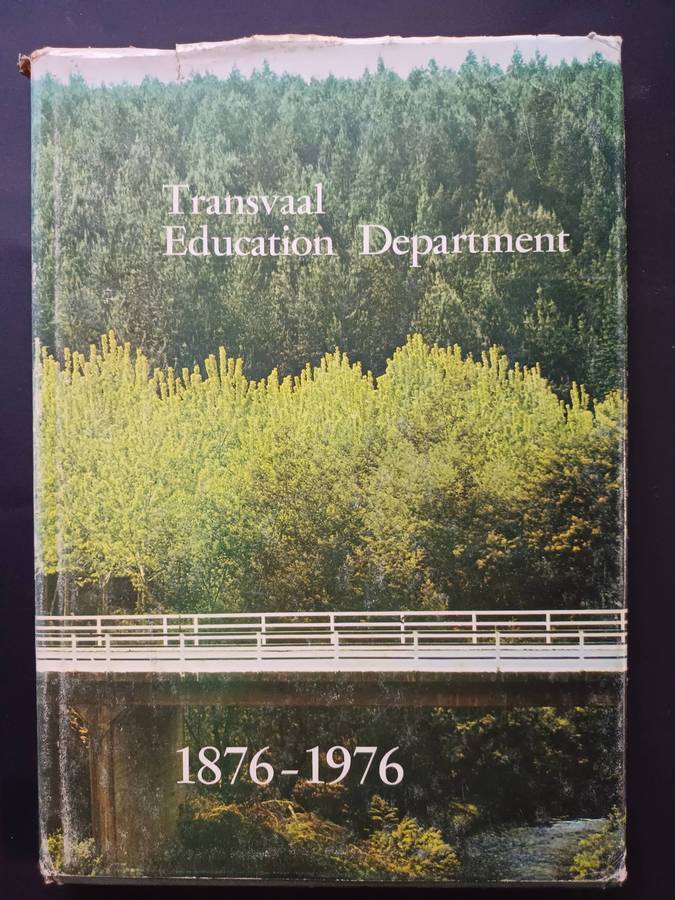 Transvaal
Education Department
1876-1976